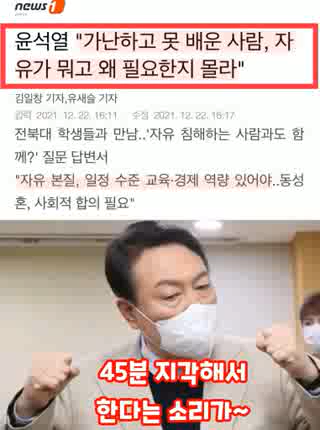 news1
윤석열 "가난하고 못 배운 사람, 자
유가 뭐고 왜 필요한지 몰라"
김일창 기자,유새슬 기자
입력 2021. 12. 22. 16:11 수정 2021. 12. 22. 16:17
전북대 학생들과 만남..'자유 침해하는 사람과도 함
께?' 질문 답변서
"자유 본질, 일정 수준 교육·경제 역량 있어야..동성
혼, 사회적 합의 필요"
45분 지각해서
한다는 소리가~